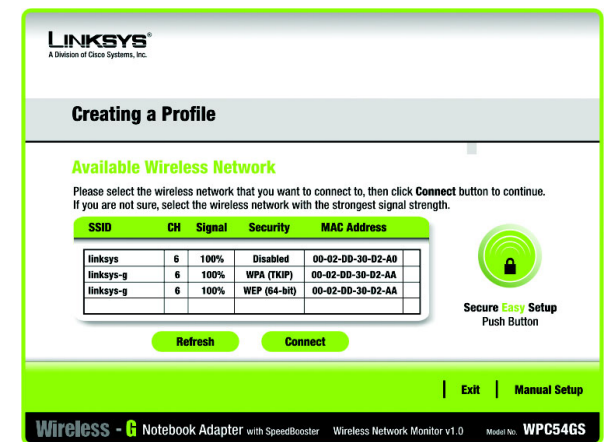 LINKSYS®
A Division of Cisco Systems, Inc.
Creating a Profile
Available Wireless Network
Please select the wireless network that you want to connect to, then click Connect button to continue.
If you are not sure, select the wireless network with the strongest signal strength.
SSID CH Signal Security MAC Address
linksys 6 100% Disabled 00-02-DD-30-D2-A0
linksys-g 6 100% WPA (TKIP) 00-02-DD-30-D2-AA
linksys-g 6 100% WEP (64-bit) 00-02-DD-30-D2-AA
Secure Easy Setup
Push Button
Refresh Connect
Exit Manual Setup
Wireless - G Notebook Adapter with SpeedBooster Wireless Network Monitor v1.0 Model No. WPC54GS